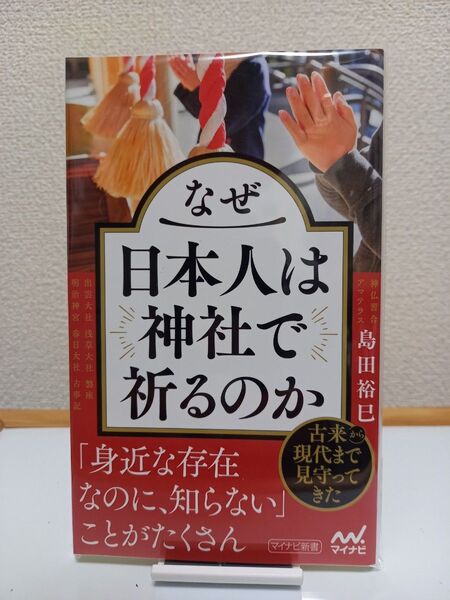 なぜ
日本人は
神社で
祈るのか
神仏習合
アマテラス
島田裕巳
出雲大社 浅草大社 磐座
明治神宮 春日大社 古事記
古来から
現代まで
見守って
きた
「身近な存在
なのに、知らない」
ことがたくさん
マイナビ新書
マイナビ